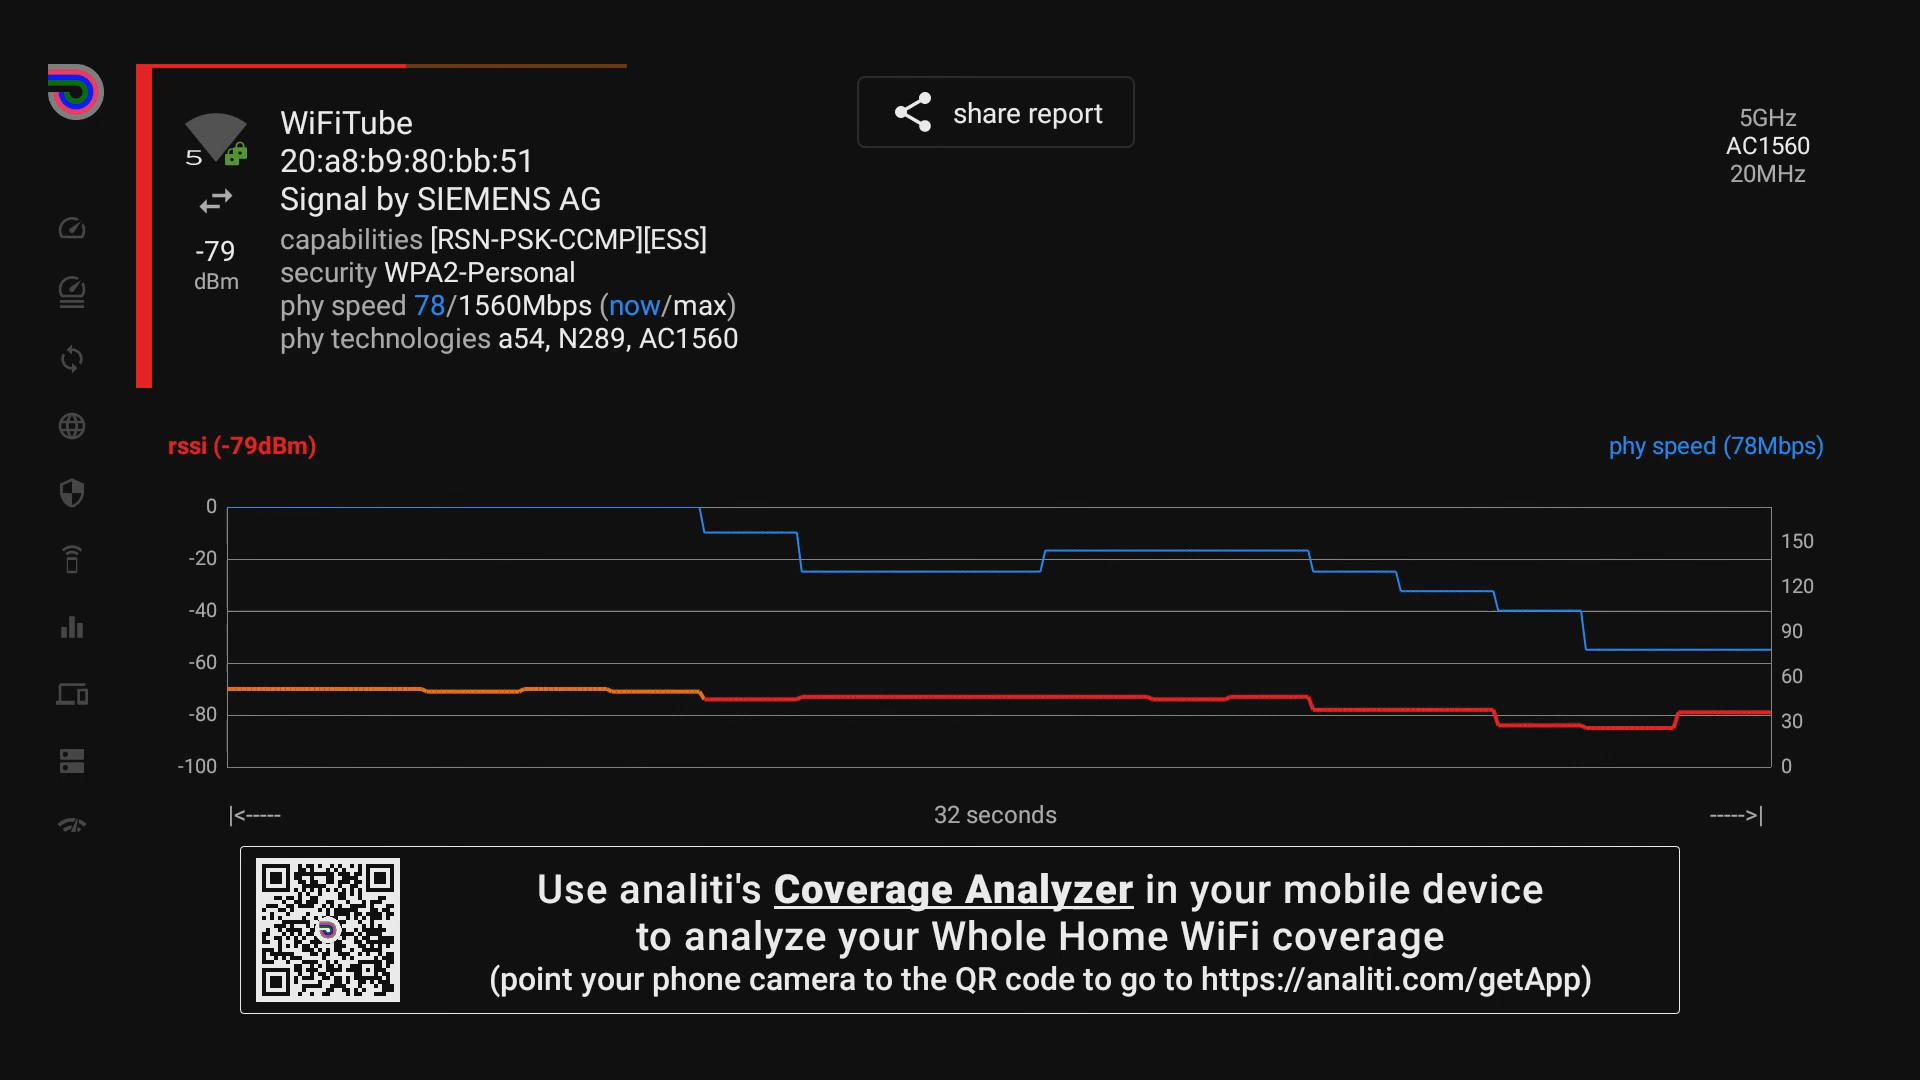 WiFiTube
share report
5GHz
AC1560
20MHz
5
20:a8:b9:80:bb:51
Signal by SIEMENS AG
-79
dBm
capabilities [RSN-PSK-CCMP][ESS]
security WPA2-Personal
phy speed 78/1560Mbps (now/max)
phy technologies a54, N289, AC1560
rssi (-79dBm)
phy speed (78Mbps)
0
-20
-40
-60
-80
-100
150
120
90
60
30
0
|<-----
32 seconds
----->|
Use analiti's Coverage Analyzer in your mobile device
to analyze your Whole Home WiFi coverage
(point your phone camera to the QR code to go to https://analiti.com/getApp)